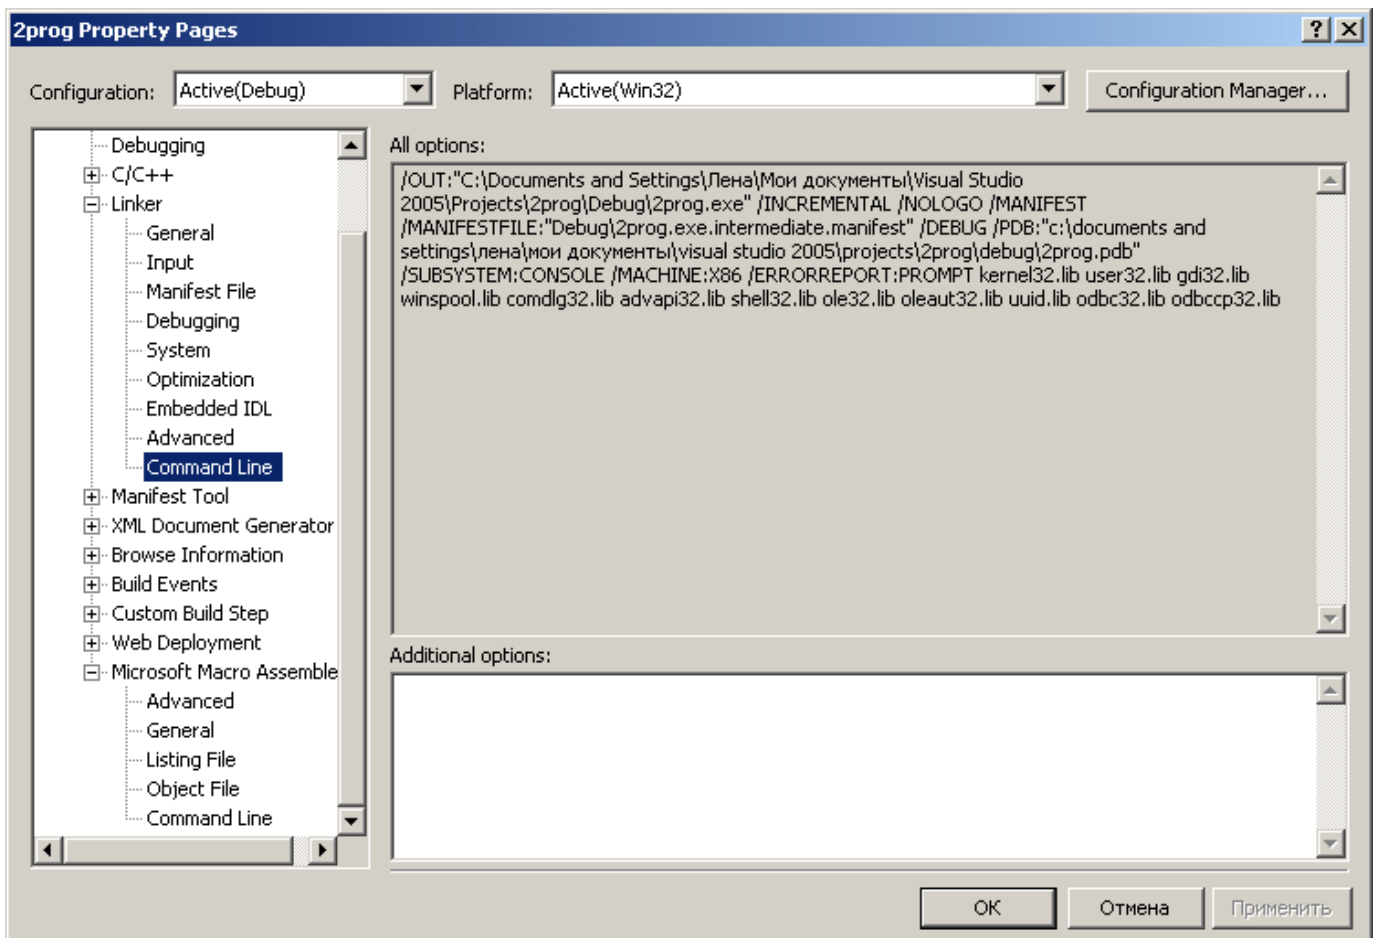 2prog Property Pages
Configuration: Active(Debug) Platform: Active(Win32) Configuration Manager...
Debugging
C/C++
Linker
General
Input
Manifest File
Debugging
System
Optimization
Embedded IDL
Advanced
Command Line
Manifest Tool
XML Document Generator
Browse Information
Build Events
Custom Build Step
Web Deployment
Microsoft Macro Assemble
Advanced
General
Listing File
Object File
Command Line
All options:
/OUT:"C:\Documents and Settings\Лена\Мои документы\Visual Studio
2005\Projects\2prog\Debug\2prog.exe" /INCREMENTAL /NOLOGO /MANIFEST
/MANIFESTFILE:"Debug\2prog.exe.intermediate.manifest" /DEBUG /PDB:"c:\documents and
settings\лена\мои документы\visual studio 2005\projects\2prog\debug\2prog.pdb"
/SUBSYSTEM:CONSOLE /MACHINE:X86 /ERRORREPORT:PROMPT kernel32.lib user32.lib gdi32.lib
winspool.lib comdlg32.lib advapi32.lib shell32.lib ole32.lib oleaut32.lib uuid.lib odbc32.lib odbccp32.lib
Additional options:
OK Отмена Применить